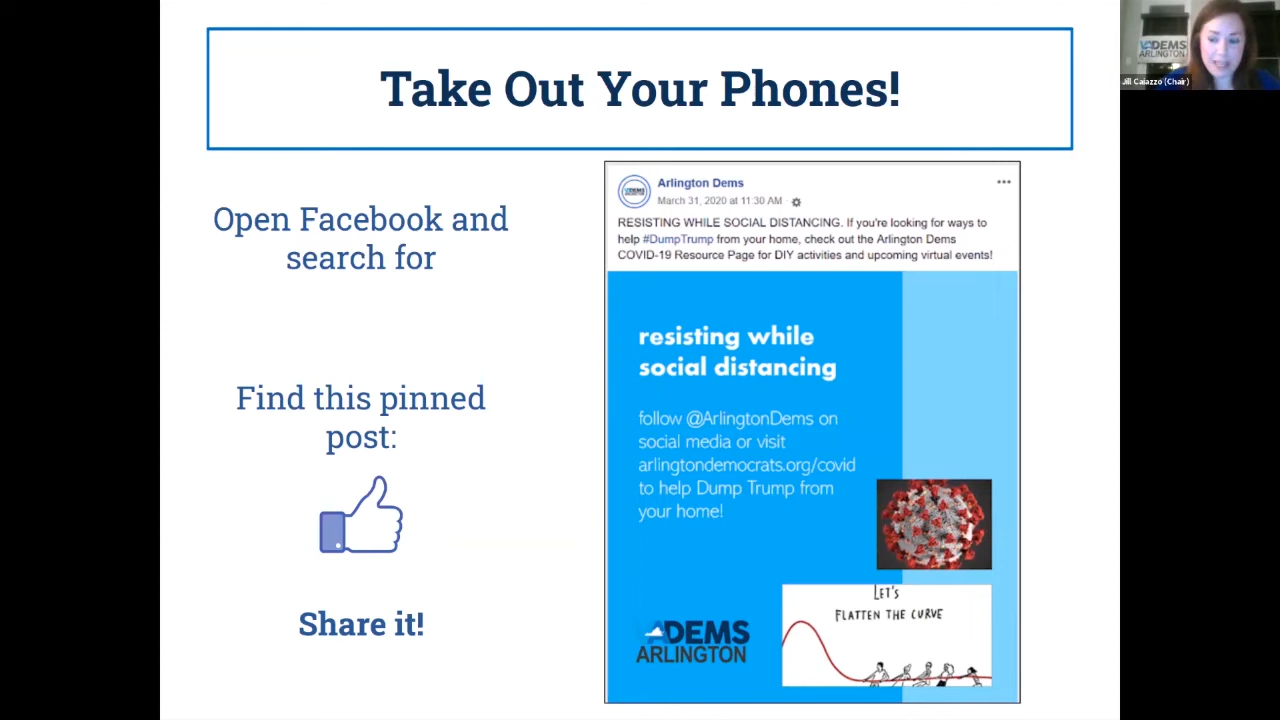 Take Out Your Phones!
Open Facebook and
search for
Find this pinned
post:
Share it!
Arlington Dems
March 31, 2020 at 11:30 AM
RESISTING WHILE SOCIAL DISTANCING. If you're looking for ways to
help #DumpTrump from your home, check out the Arlington Dems
COVID-19 Resource Page for DIY activities and upcoming virtual events!
resisting while
social distancing
follow @ArlingtonDems on
social media or visit
arlingtondemocrats.org/covid
to help Dump Trump from
your home!
VADEMS
ARLINGTON
LET'S
FLATTEN THE CURVE
VADEMS
ARLINGTON
Jill Caiazzo (Chair)